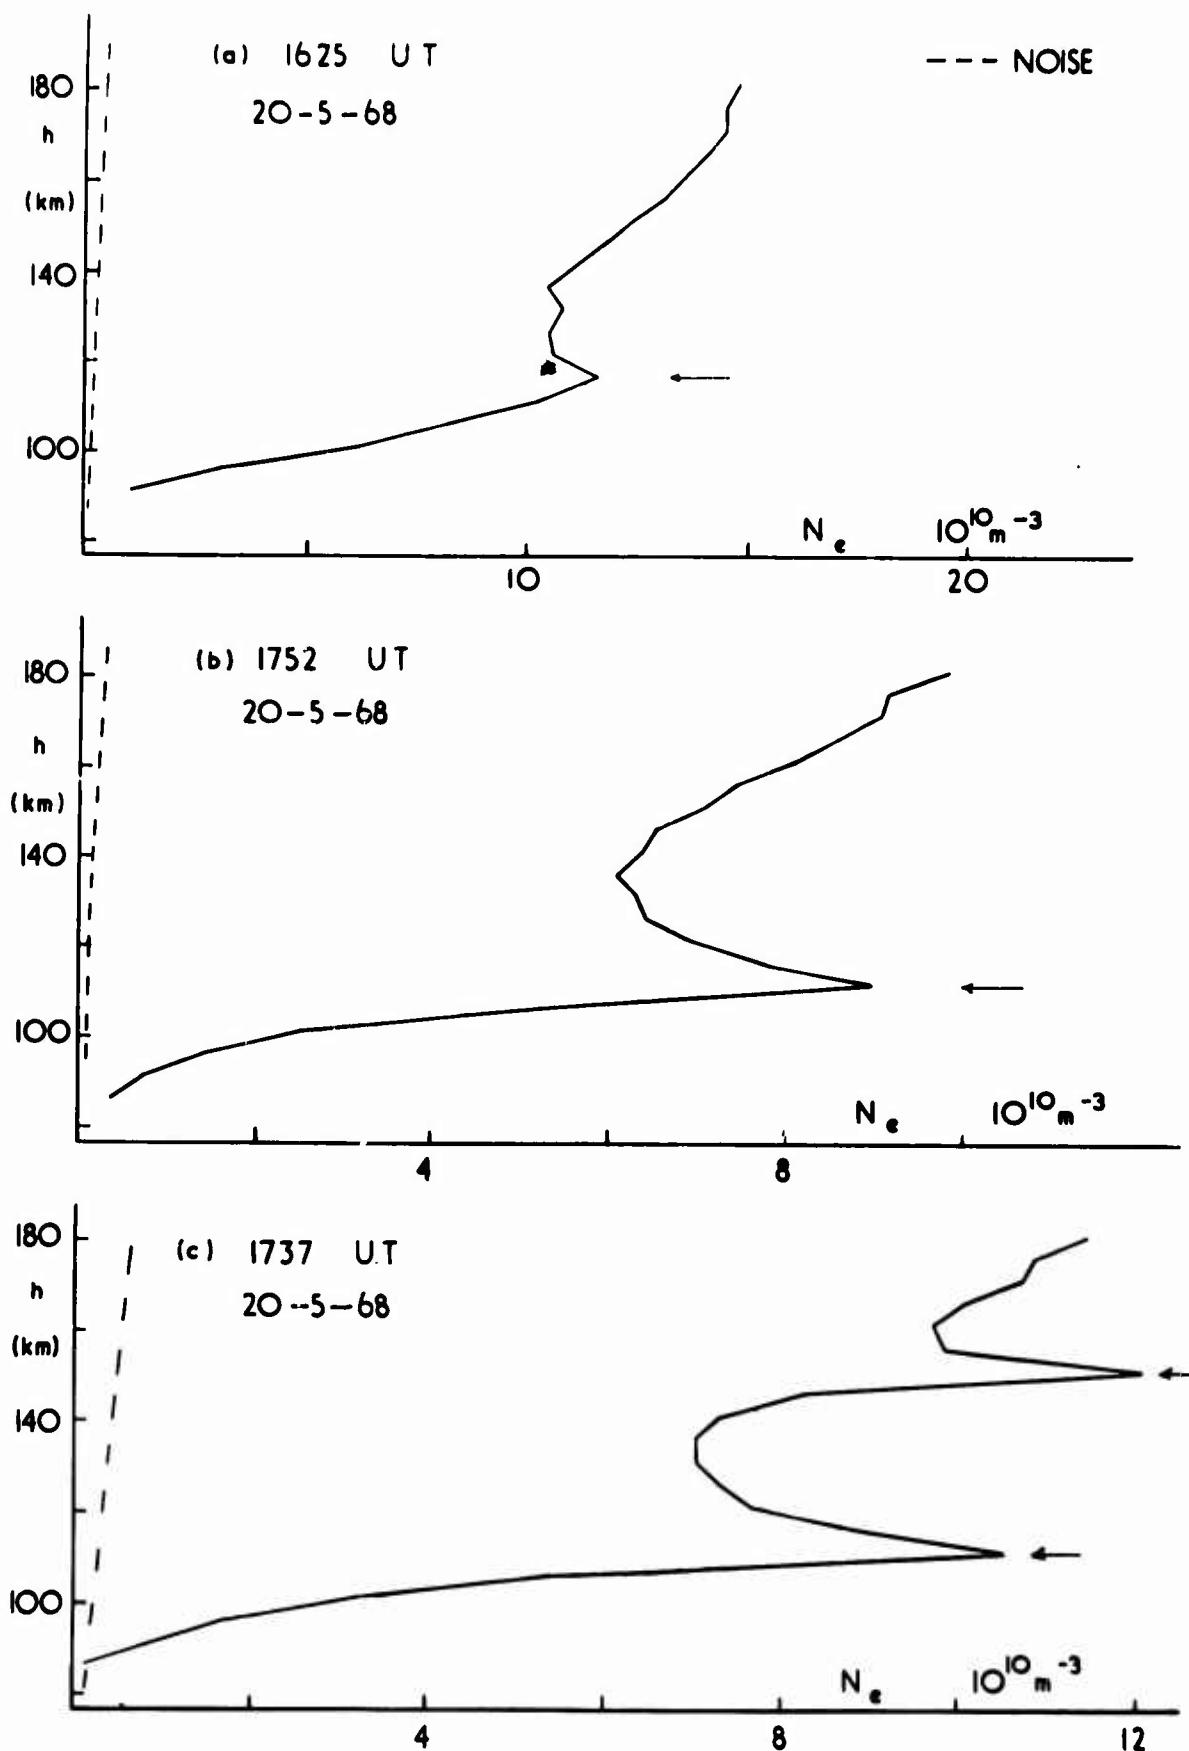 (a) 1625 UT
20-5-68
--- NOISE
180
h
(km)
140
100
N e 10^10 m^-3
10 20
(b) 1752 UT
20-5-68
180
h
(km)
140
100
N e 10^10 m^-3
4 8
(c) 1737 U.T
20--5-68
180
h
(km)
140
100
N e 10^10 m^-3
4 8 12